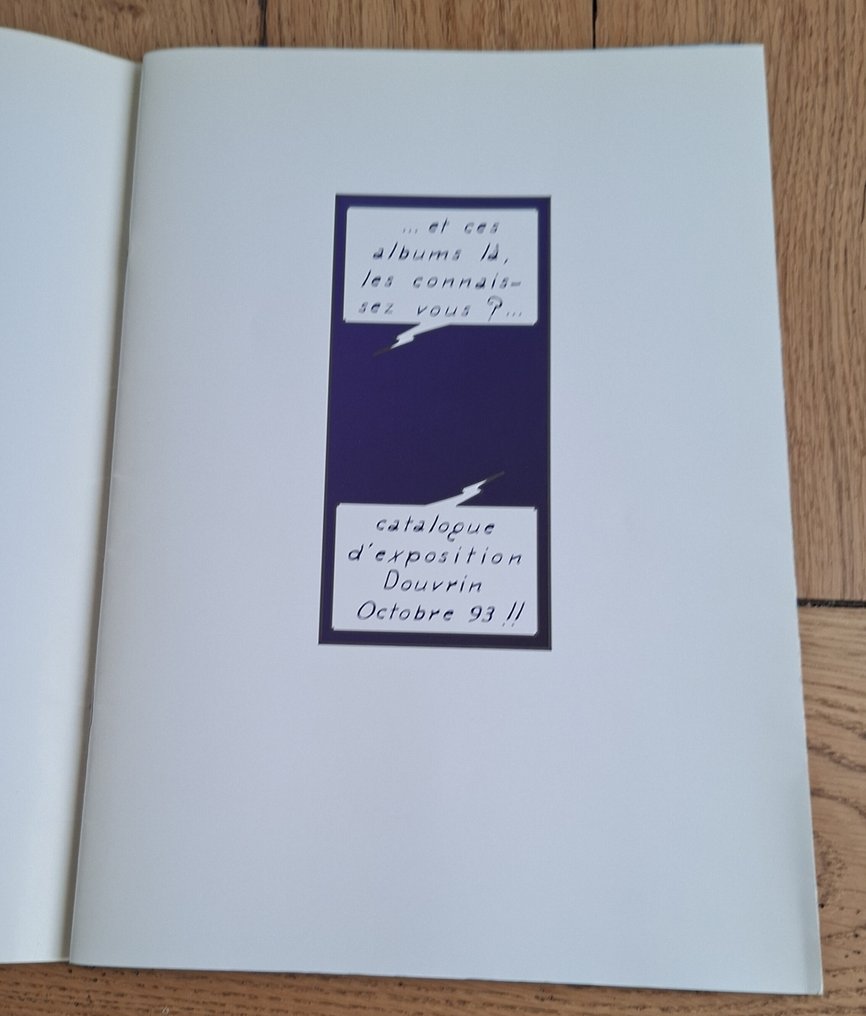 ... et ces
albums là,
les connais-
sez vous ?...
catalogue
d'exposition
Douvrin
Octobre 93 !!